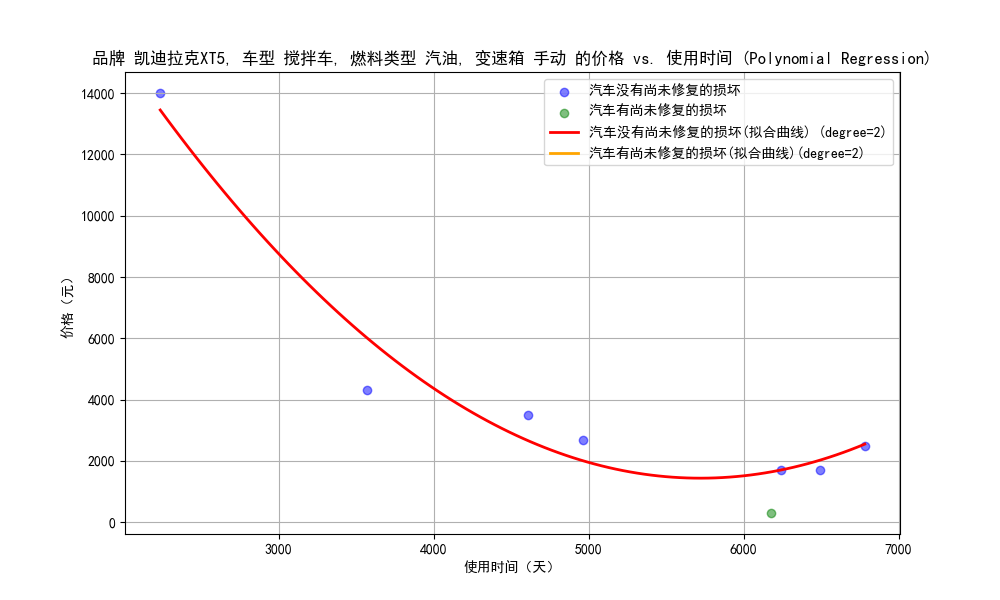 品牌 凯迪拉克XT5, 车型 搅拌车, 燃料类型 汽油, 变速箱 手动 的价格 vs. 使用时间 (Polynomial Regression)
汽车没有尚未修复的损坏
汽车有尚未修复的损坏
汽车没有尚未修复的损坏(拟合曲线) (degree=2)
汽车有尚未修复的损坏(拟合曲线)(degree=2)
价格（元）
14000
12000
10000
8000
6000
4000
2000
0
3000 4000 5000 6000 7000
使用时间（天）